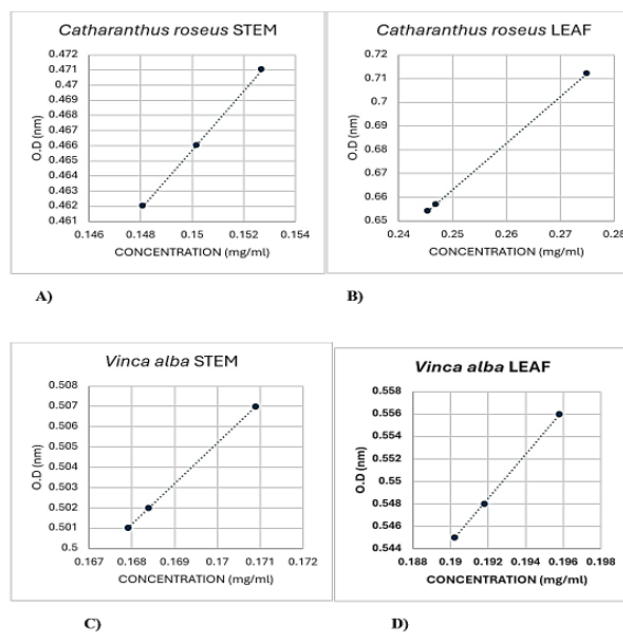 Catharanthus roseus STEM
0.472
0.471
0.47
0.469
0.468
0.467
0.466
0.465
0.464
0.463
0.462
0.461
O.D (nm)
0.146 0.148 0.15 0.152 0.154
CONCENTRATION (mg/ml)
A)
Catharanthus roseus LEAF
0.72
0.71
0.7
0.69
0.68
0.67
0.66
0.65
O.D (nm)
0.24 0.25 0.26 0.27 0.28
CONCENTRATION (mg/ml)
B)
Vinca alba STEM
0.508
0.507
0.506
0.505
0.504
0.503
0.502
0.501
0.5
O.D (nm)
0.167 0.168 0.169 0.17 0.171 0.172
CONCENTRATION (mg/ml)
C)
Vinca alba LEAF
0.558
0.556
0.554
0.552
0.55
0.548
0.546
0.544
O.D (nm)
0.188 0.19 0.192 0.194 0.196 0.198
CONCENTRATION (mg/ml)
D)